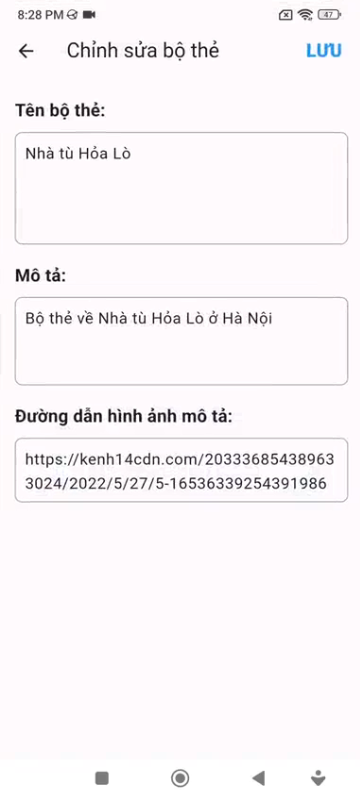 8:28 PM
47
Chỉnh sửa bộ thẻ
LƯU
Tên bộ thẻ:
Nhà tù Hỏa Lò
Mô tả:
Bộ thẻ về Nhà tù Hỏa Lò ở Hà Nội
Đường dẫn hình ảnh mô tả:
https://kenh14cdn.com/20333685438963
3024/2022/5/27/5-16536339254391986